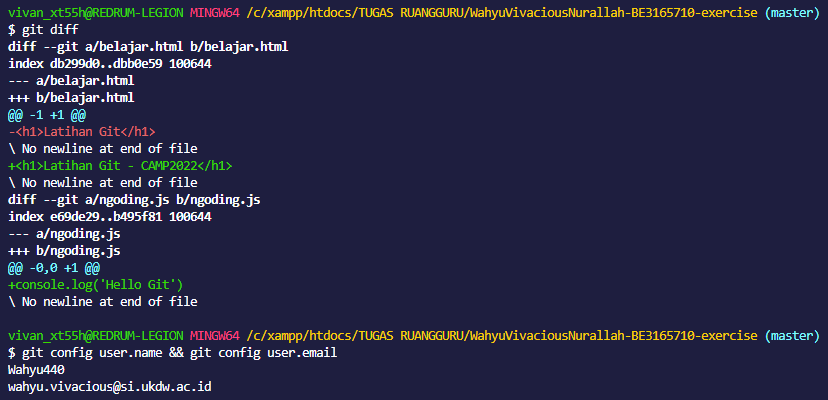 vivan_xt55h@REDRUM-LEGION MINGW64 /c/xampp/htdocs/TUGAS RUANGGURU/WahyuVivaciousNurallah-BE3165710-exercise (master)
$ git diff
diff --git a/belajar.html b/belajar.html
index db299d0..dbb0e59 100644
--- a/belajar.html
+++ b/belajar.html
@@ -1 +1 @@
-<h1>Latihan Git</h1>
\ No newline at end of file
+<h1>Latihan Git - CAMP2022</h1>
\ No newline at end of file
diff --git a/ngoding.js b/ngoding.js
index e69de29..b495f81 100644
--- a/ngoding.js
+++ b/ngoding.js
@@ -0,0 +1 @@
+console.log('Hello Git')
\ No newline at end of file
vivan_xt55h@REDRUM-LEGION MINGW64 /c/xampp/htdocs/TUGAS RUANGGURU/WahyuVivaciousNurallah-BE3165710-exercise (master)
$ git config user.name && git config user.email
Wahyu440
wahyu.vivacious@si.ukdw.ac.id